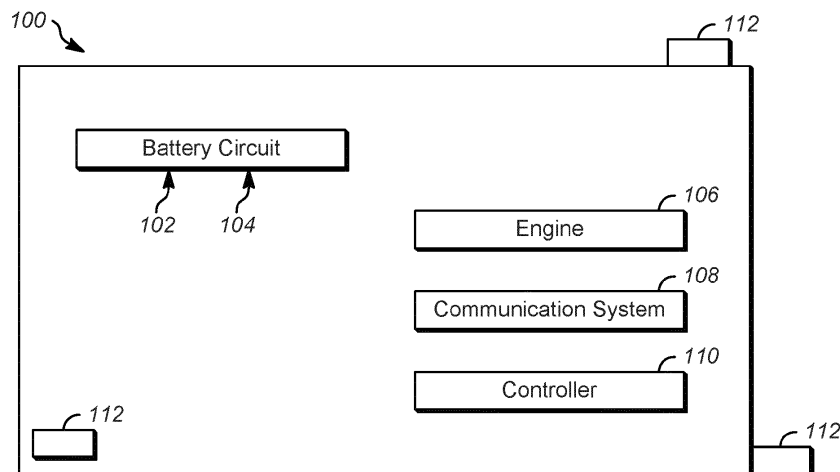 100
112
Battery Circuit
102 104
106
Engine
108
Communication System
110
Controller
112
112